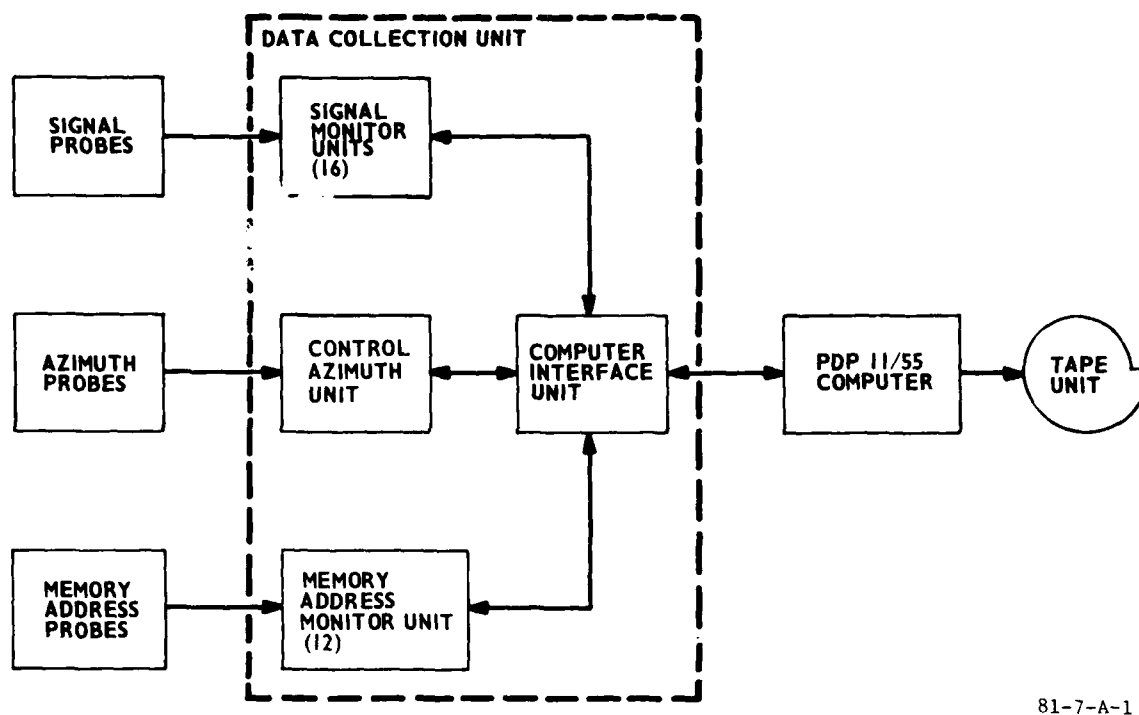 DATA COLLECTION UNIT
SIGNAL
PROBES
SIGNAL
MONITOR
UNITS
(16)
AZIMUTH
PROBES
CONTROL
AZIMUTH
UNIT
COMPUTER
INTERFACE
UNIT
PDP 11/55
COMPUTER
TAPE
UNIT
MEMORY
ADDRESS
PROBES
MEMORY
ADDRESS
MONITOR UNIT
(12)
81-7-A-1